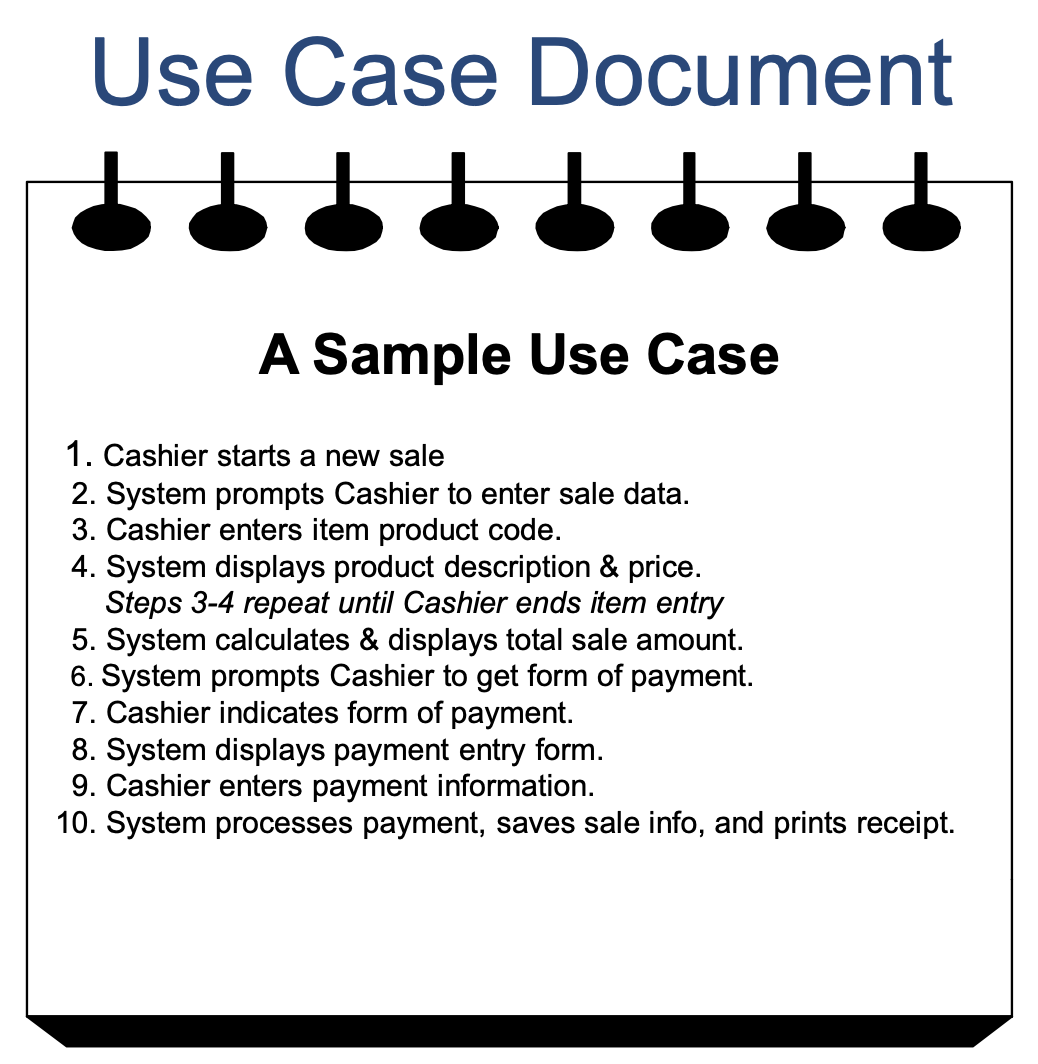 Use Case Document
A Sample Use Case
1. Cashier starts a new sale
2. System prompts Cashier to enter sale data.
3. Cashier enters item product code.
4. System displays product description & price.
Steps 3-4 repeat until Cashier ends item entry
5. System calculates & displays total sale amount.
6. System prompts Cashier to get form of payment.
7. Cashier indicates form of payment.
8. System displays payment entry form.
9. Cashier enters payment information.
10. System processes payment, saves sale info, and prints receipt.